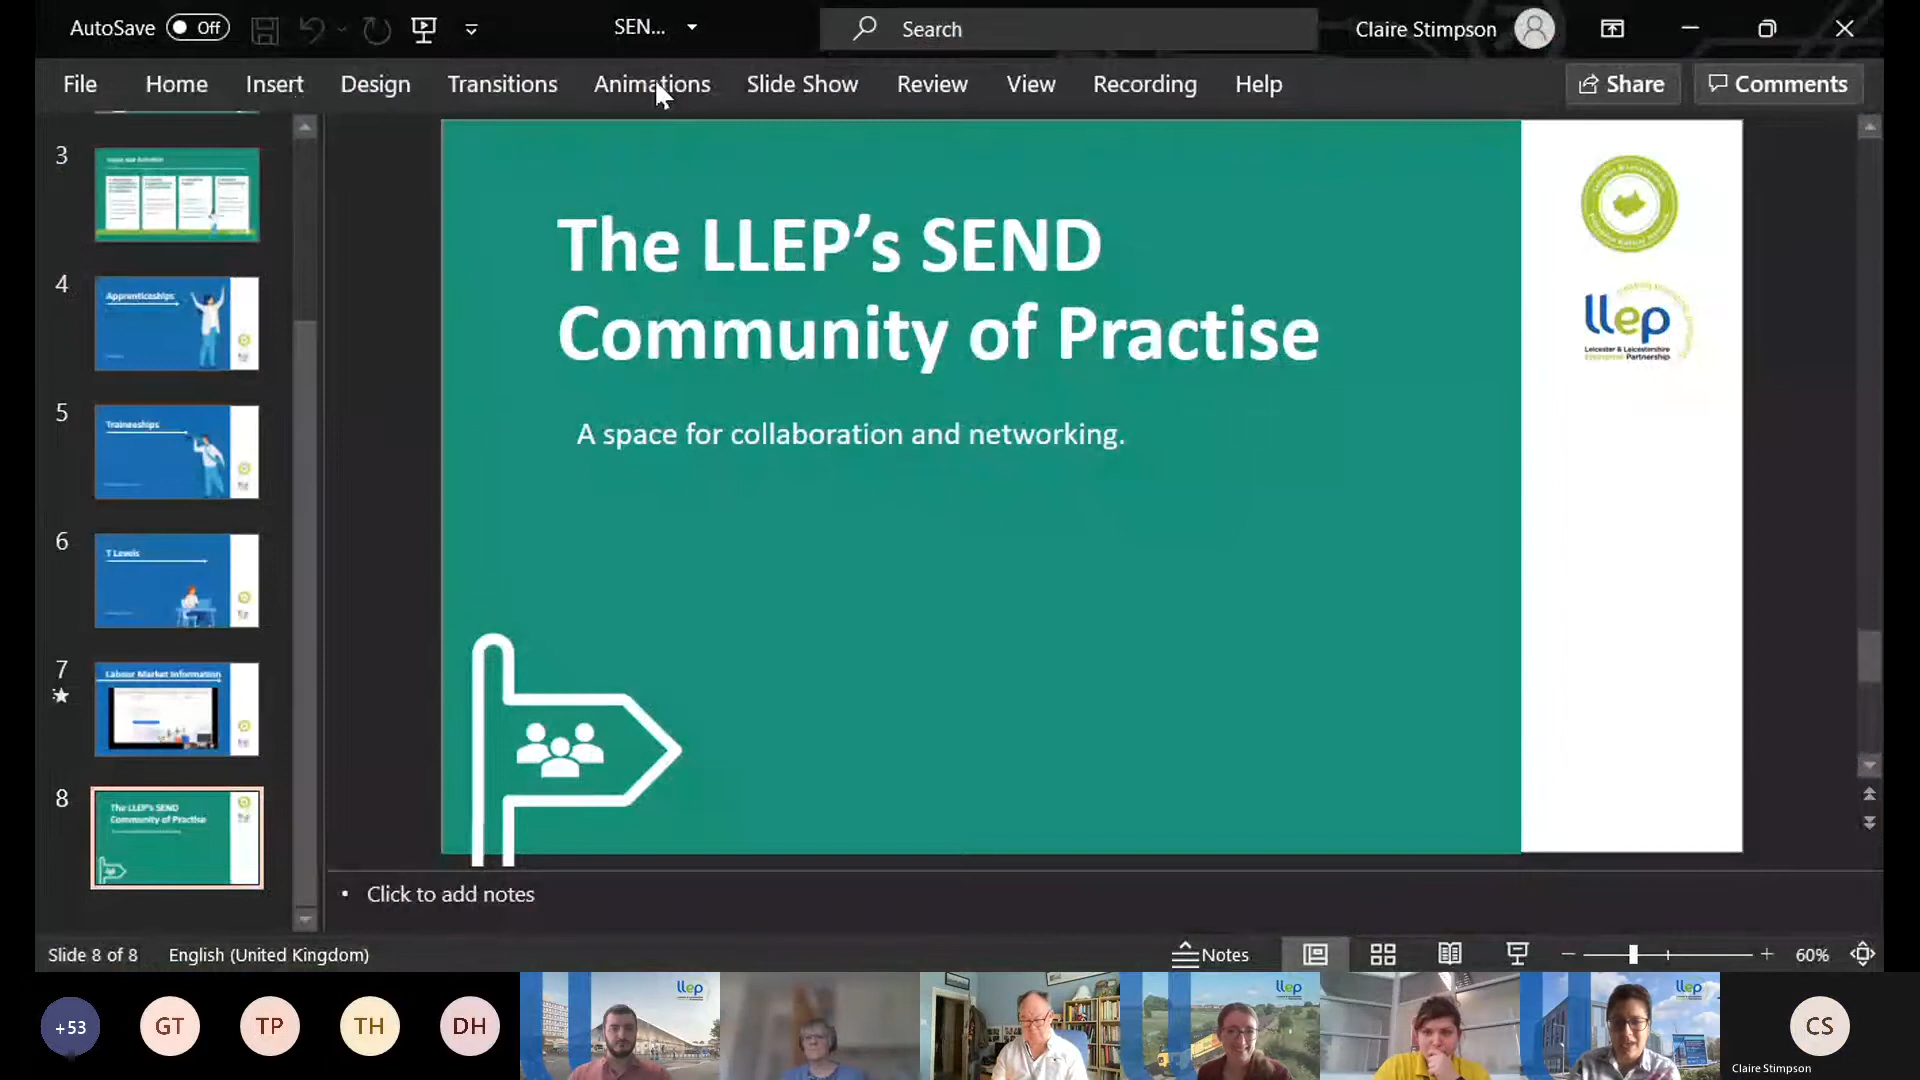 AutoSave
Off
SEN...
Search
Claire Stimpson
File
Home
Insert
Design
Transitions
Animations
Slide Show
Review
View
Recording
Help
Share
Comments
3
4
Apprenticeships
5
Traineeships
6
T Levels
7
Labour Market Information
8
The LLEP's SEND
Community of Practise
The LLEP’s SEND
Community of Practise
A space for collaboration and networking.
llep
Leicester & Leicestershire
Enterprise Partnership
Click to add notes
Slide 8 of 8
English (United Kingdom)
Notes
60%
+53
GT
TP
TH
DH
llep
llep
llep
CS
Claire Stimpson